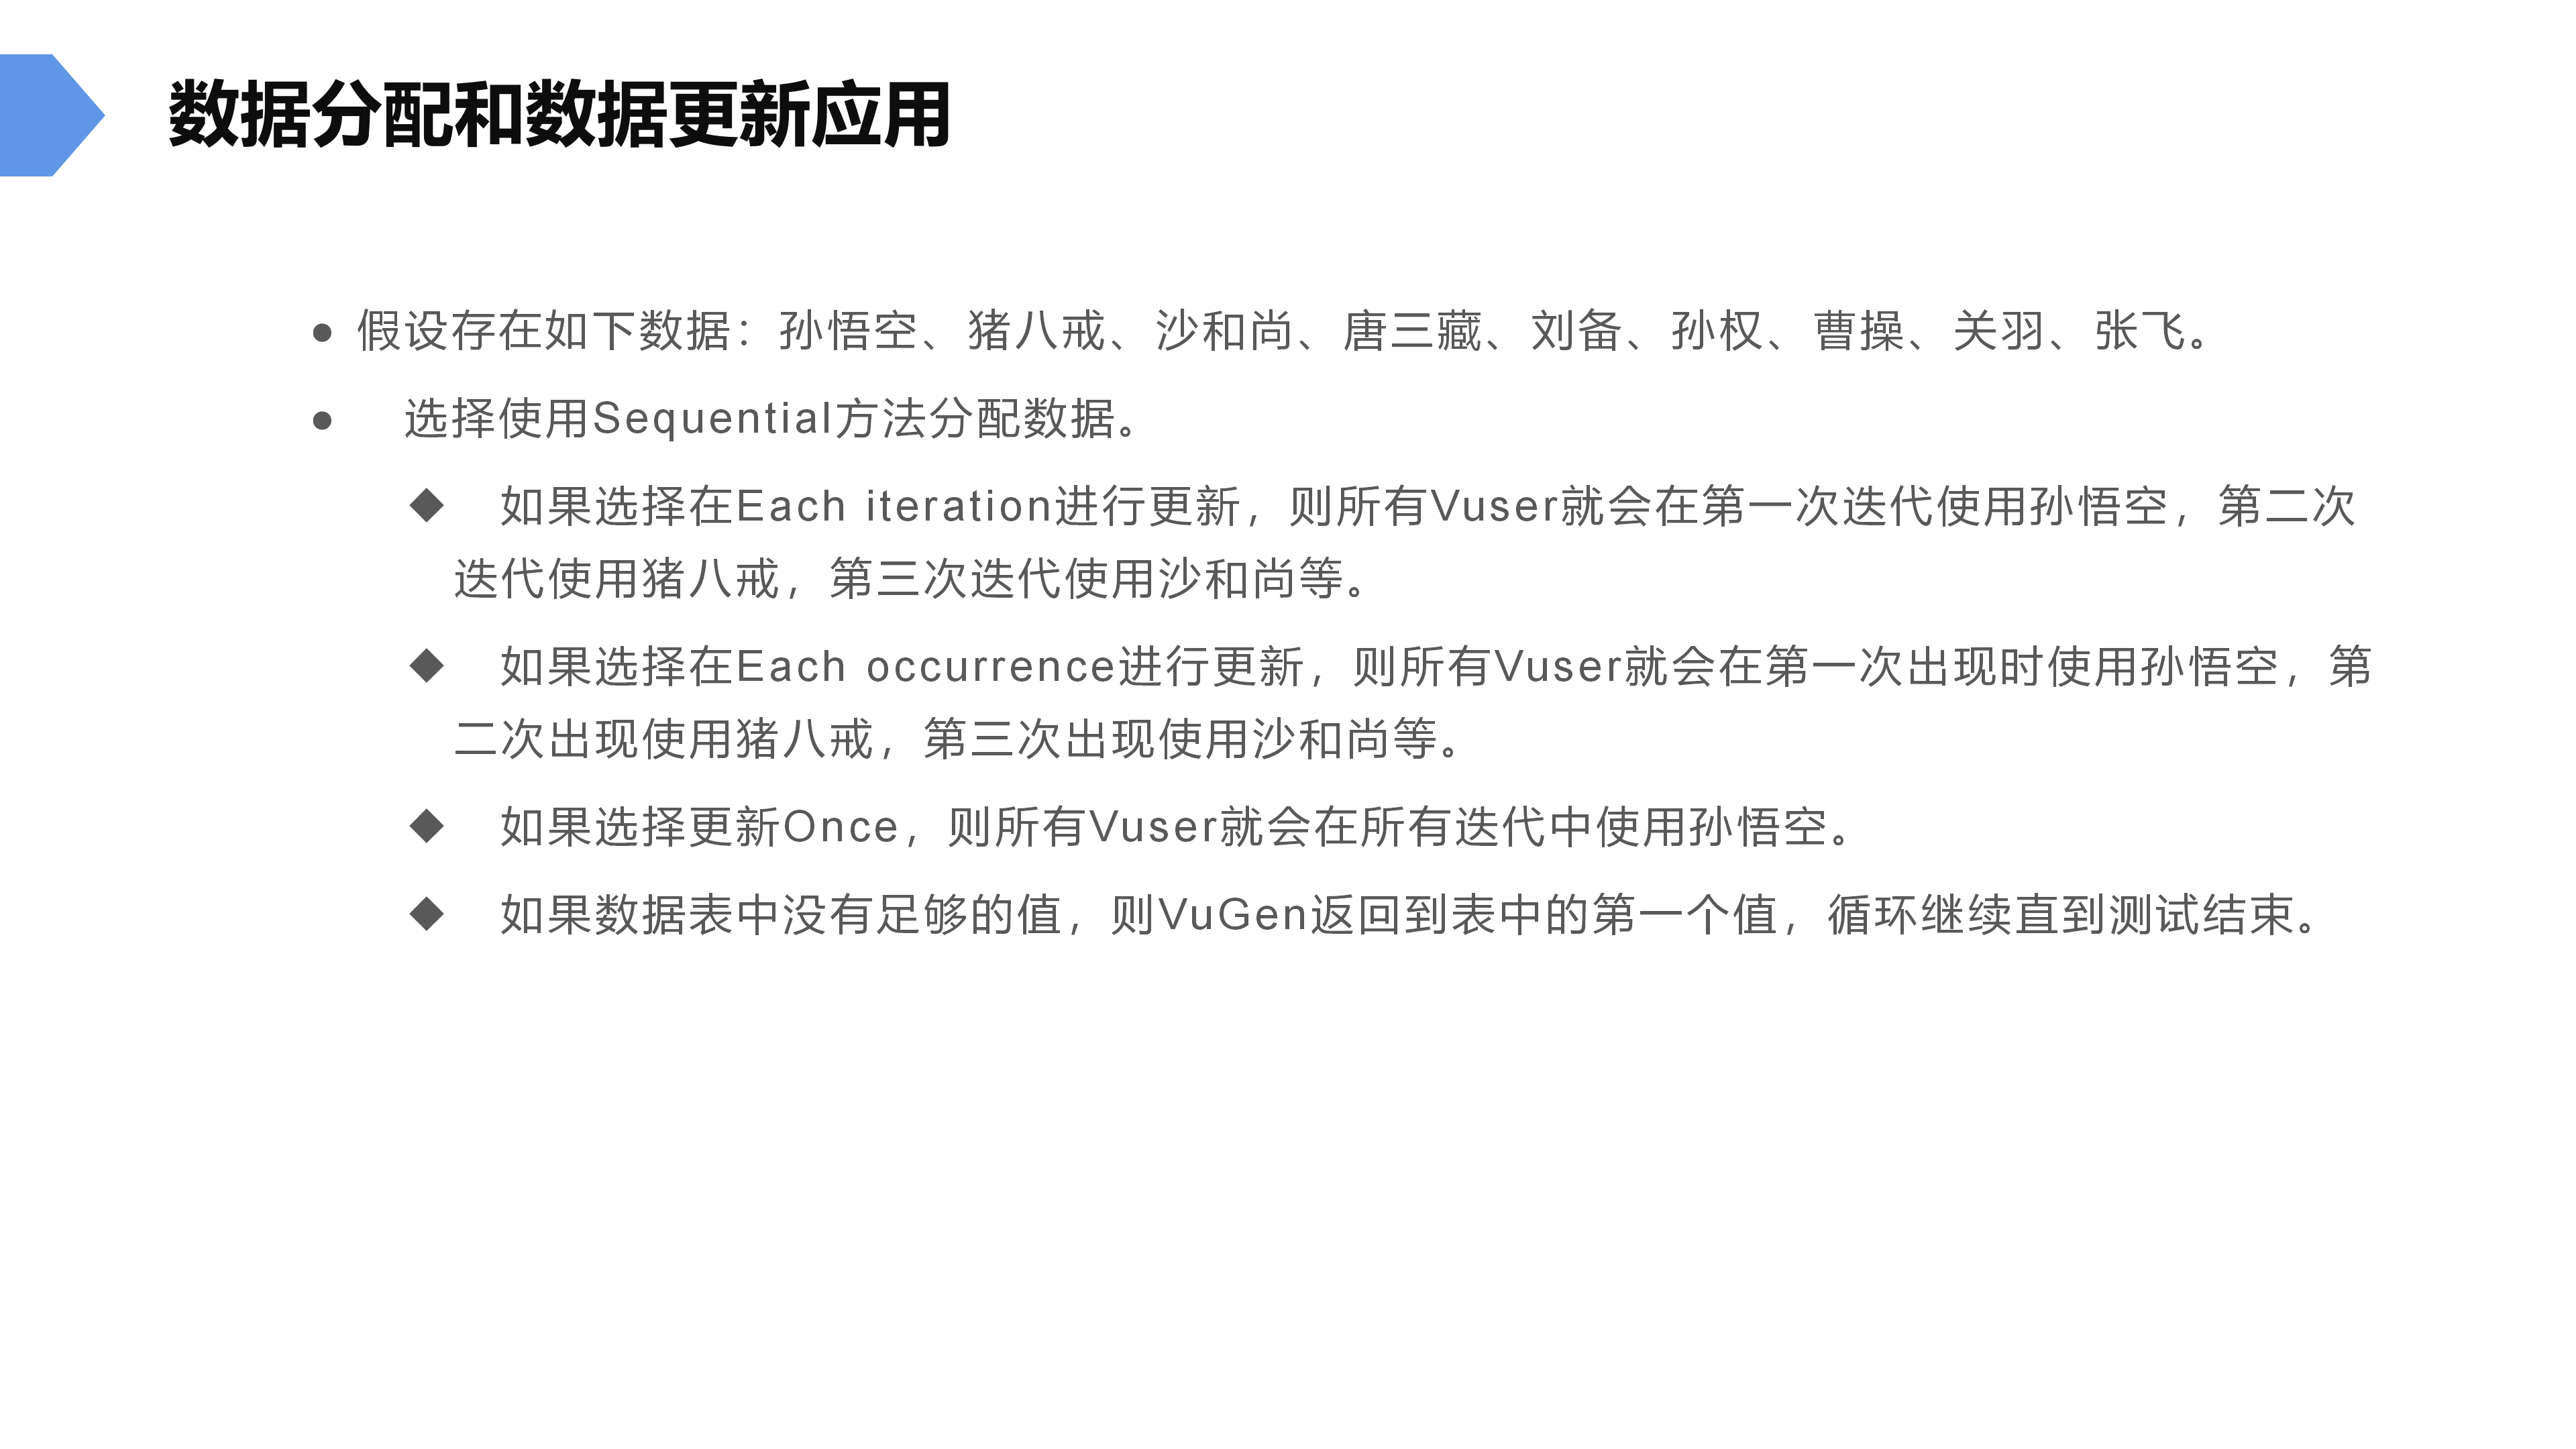 数据分配和数据更新应用
● 假设存在如下数据：孙悟空、猪八戒、沙和尚、唐三藏、刘备、孙权、曹操、关羽、张飞。
● 选择使用Sequential方法分配数据。
◆ 如果选择在Each iteration进行更新，则所有Vuser就会在第一次迭代使用孙悟空，第二次
迭代使用猪八戒，第三次迭代使用沙和尚等。
◆ 如果选择在Each occurrence进行更新，则所有Vuser就会在第一次出现时使用孙悟空，第
二次出现使用猪八戒，第三次出现使用沙和尚等。
◆ 如果选择更新Once，则所有Vuser就会在所有迭代中使用孙悟空。
◆ 如果数据表中没有足够的值，则VuGen返回到表中的第一个值，循环继续直到测试结束。